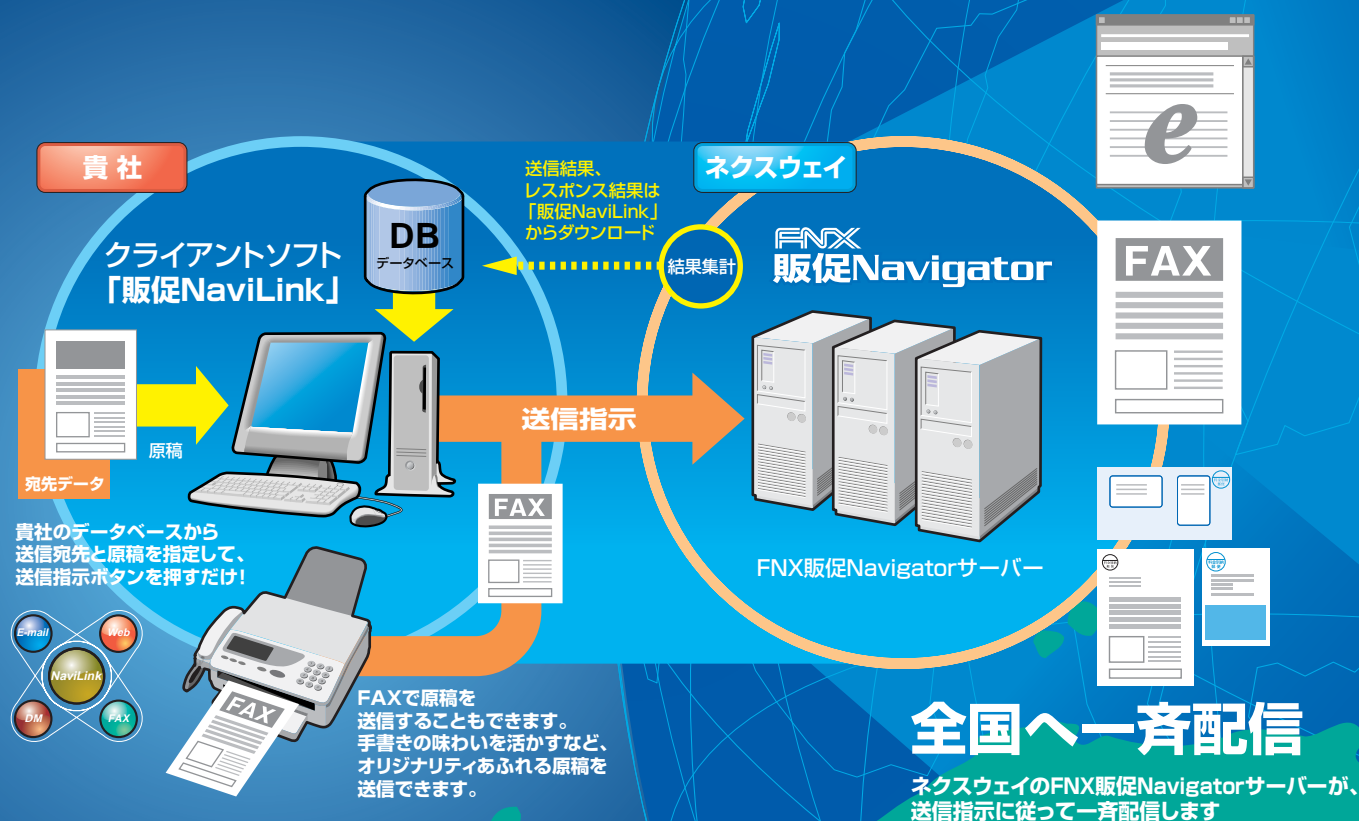 貴社
クライアントソフト
「販促NaviLink」
DB
データベース
原稿
宛先データ
貴社のデータベースから
送信宛先と原稿を指定して、
送信指示ボタンを押すだけ!
E-mail
Web
NaviLink
DM
FAX
FAX
FAXで原稿を
送信することもできます。
手書きの味わいを活かすなど、
オリジナリティあふれる原稿を
送信できます。
送信指示
FAX
送信結果、
レスポンス結果は
「販促NaviLink」
からダウンロード
結果集計
ネクスウェイ
FNX
販促Navigator
FNX販促Navigatorサーバー
e
FAX
全国へ一斉配信
ネクスウェイのFNX販促Navigatorサーバーが、
送信指示に従って一斉配信します